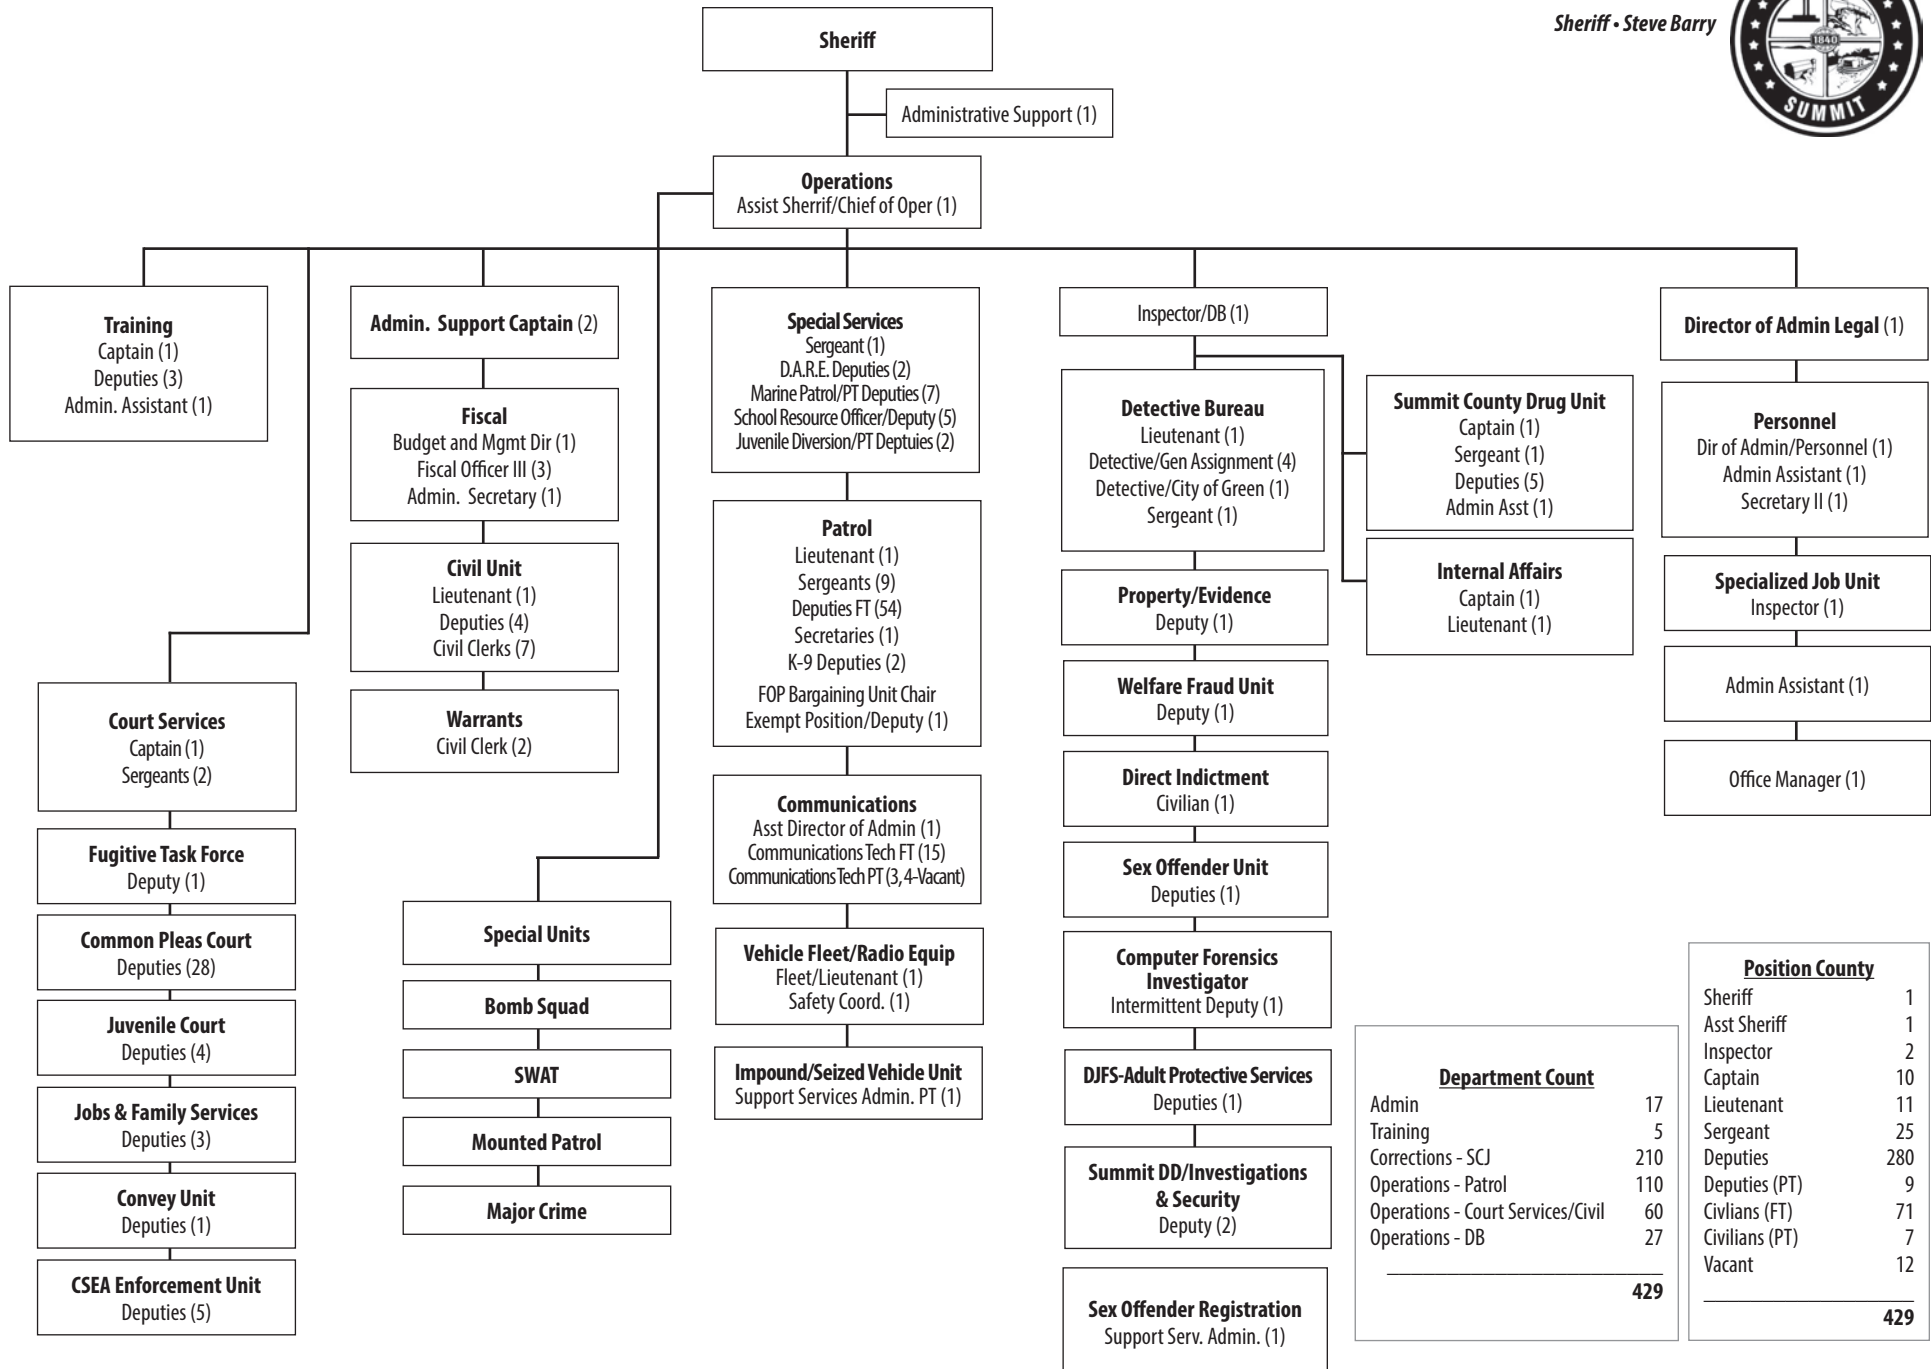 Sheriff • Steve Barry
1840
SUMMIT
Sheriff
Administrative Support (1)
Operations
Assist Sherrif/Chief of Oper (1)
Training
Captain (1)
Deputies (3)
Admin. Assistant (1)
Court Services
Captain (1)
Sergeants (2)
Fugitive Task Force
Deputy (1)
Common Pleas Court
Deputies (28)
Juvenile Court
Deputies (4)
Jobs & Family Services
Deputies (3)
Convey Unit
Deputies (1)
CSEA Enforcement Unit
Deputies (5)
Admin. Support Captain (2)
Fiscal
Budget and Mgmt Dir (1)
Fiscal Officer III (3)
Admin. Secretary (1)
Civil Unit
Lieutenant (1)
Deputies (4)
Civil Clerks (7)
Warrants
Civil Clerk (2)
Special Units
Bomb Squad
SWAT
Mounted Patrol
Major Crime
Special Services
Sergeant (1)
D.A.R.E. Deputies (2)
Marine Patrol/PT Deputies (7)
School Resource Officer/Deputy (5)
Juvenile Diversion/PT Deptuies (2)
Patrol
Lieutenant (1)
Sergeants (9)
Deputies FT (54)
Secretaries (1)
K-9 Deputies (2)
FOP Bargaining Unit Chair
Exempt Position/Deputy (1)
Communications
Asst Director of Admin (1)
Communications Tech FT (15)
Communications Tech PT (3, 4-Vacant)
Vehicle Fleet/Radio Equip
Fleet/Lieutenant (1)
Safety Coord. (1)
Impound/Seized Vehicle Unit
Support Services Admin. PT (1)
Inspector/DB (1)
Detective Bureau
Lieutenant (1)
Detective/Gen Assignment (4)
Detective/City of Green (1)
Sergeant (1)
Property/Evidence
Deputy (1)
Welfare Fraud Unit
Deputy (1)
Direct Indictment
Civilian (1)
Sex Offender Unit
Deputies (1)
Computer Forensics
Investigator
Intermittent Deputy (1)
DJFS-Adult Protective Services
Deputies (1)
Summit DD/Investigations
& Security
Deputy (2)
Sex Offender Registration
Support Serv. Admin. (1)
Summit County Drug Unit
Captain (1)
Sergeant (1)
Deputies (5)
Admin Asst (1)
Internal Affairs
Captain (1)
Lieutenant (1)
Director of Admin Legal (1)
Personnel
Dir of Admin/Personnel (1)
Admin Assistant (1)
Secretary II (1)
Specialized Job Unit
Inspector (1)
Admin Assistant (1)
Office Manager (1)
Department Count
Admin 17
Training 5
Corrections - SCJ 210
Operations - Patrol 110
Operations - Court Services/Civil 60
Operations - DB 27
429
Position County
Sheriff 1
Asst Sheriff 1
Inspector 2
Captain 10
Lieutenant 11
Sergeant 25
Deputies 280
Deputies (PT) 9
Civlians (FT) 71
Civilians (PT) 7
Vacant 12
429